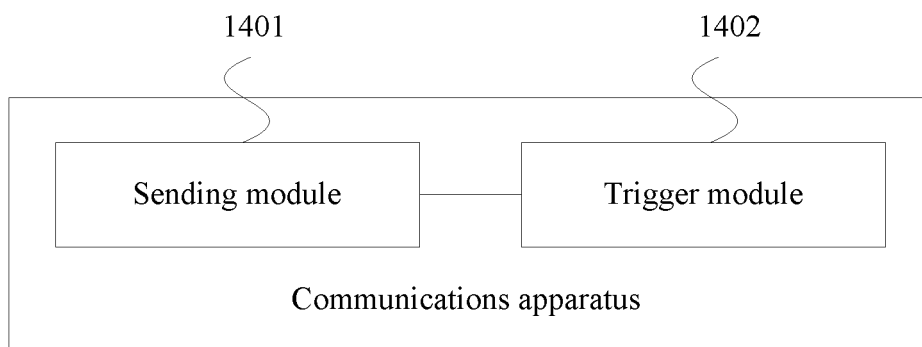 1401 1402
Sending module Trigger module
Communications apparatus